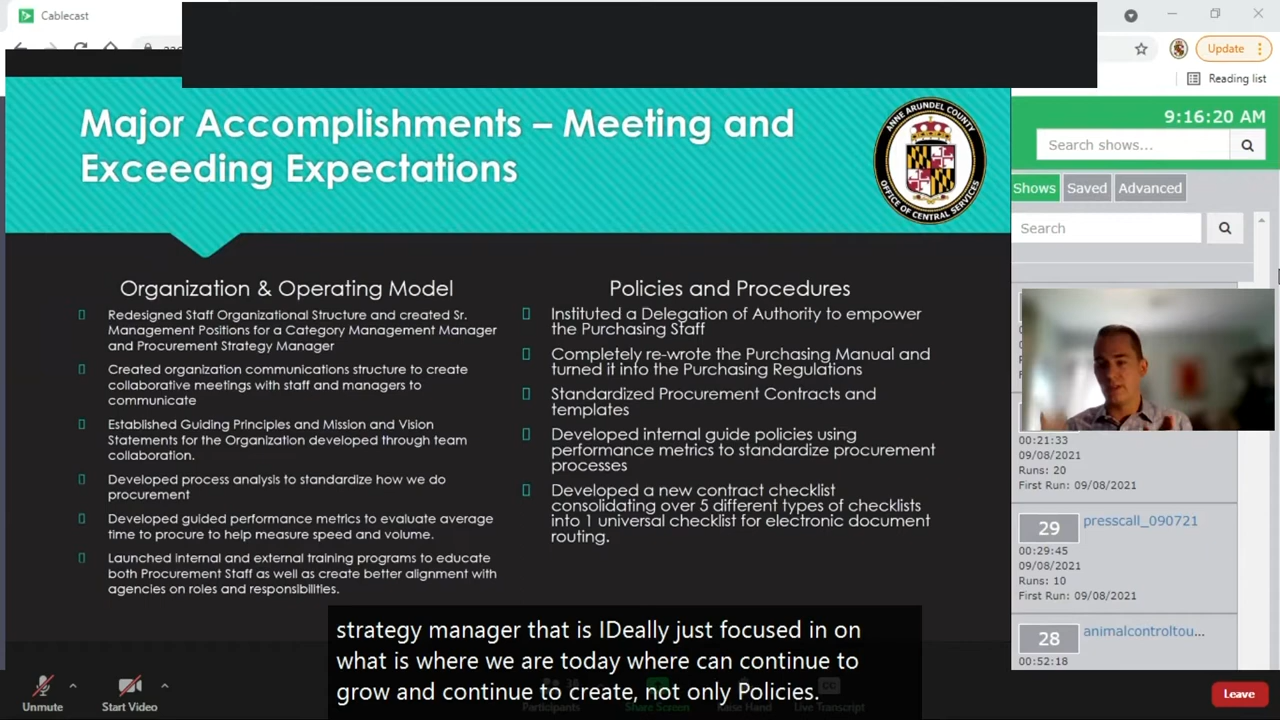 Cablecast
Update
Reading list
Major Accomplishments – Meeting and
Exceeding Expectations
ANNE ARUNDEL COUNTY
OFFICE OF CENTRAL SERVICES
9:16:20 AM
Search shows...
Shows
Saved
Advanced
Search
Organization & Operating Model
Redesigned Staff Organizational Structure and created Sr.
Management Positions for a Category Management Manager
and Procurement Strategy Manager
Created organization communications structure to create
collaborative meetings with staff and managers to
communicate
Established Guiding Principles and Mission and Vision
Statements for the Organization developed through team
collaboration.
Developed process analysis to standardize how we do
procurement
Developed guided performance metrics to evaluate average
time to procure to help measure speed and volume.
Launched internal and external training programs to educate
both Procurement Staff as well as create better alignment with
agencies on roles and responsibilities.
Policies and Procedures
Instituted a Delegation of Authority to empower
the Purchasing Staff
Completely re-wrote the Purchasing Manual and
turned it into the Purchasing Regulations
Standardized Procurement Contracts and
templates
Developed internal guide policies using
performance metrics to standardize procurement
processes
Developed a new contract checklist
consolidating over 5 different types of checklists
into 1 universal checklist for electronic document
routing.
00:21:33
09/08/2021
Runs: 20
First Run: 09/08/2021
29
presscall_090721
00:29:45
09/08/2021
Runs: 10
First Run: 09/08/2021
28
animalcontroltou...
00:52:18
strategy manager that is IDeally just focused in on
what is where we are today where can continue to
grow and continue to create, not only Policies.
Unmute
Start Video
Participants
Share Screen
Raise Hand
CC
Live Transcript
Leave